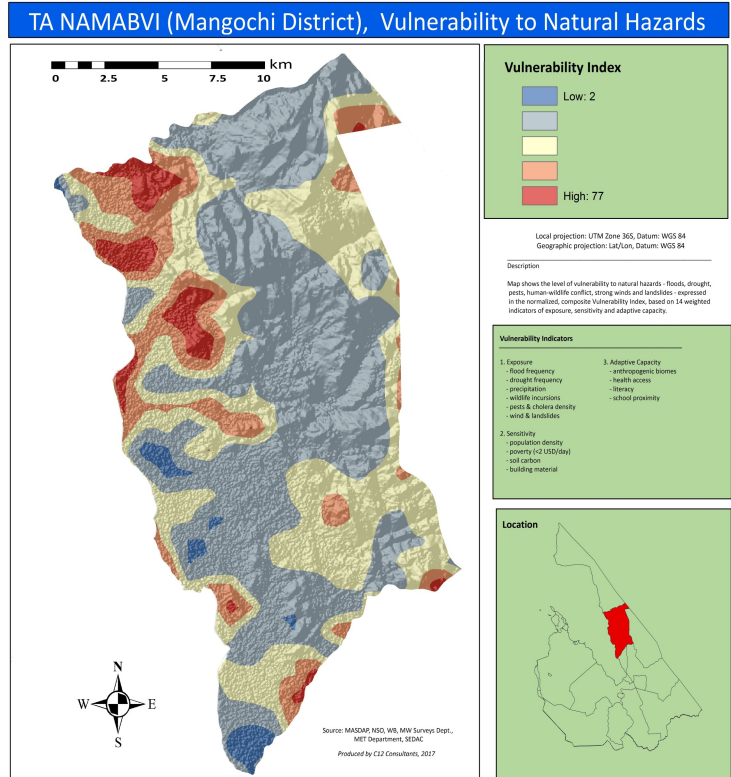 TA NAMABVI (Mangochi District), Vulnerability to Natural Hazards
km
0 2.5 5 7.5 10
Vulnerability Index
Low: 2
High: 77
Local projection: UTM Zone 36S, Datum: WGS 84
Geographic projection: Lat/Lon, Datum: WGS 84
Description
Map shows the level of vulnerability to natural hazards - floods, drought,
pests, human-wildlife conflict, strong winds and landslides - expressed
in the normalized, composite Vulnerability Index, based on 14 weighted
indicators of exposure, sensitivity and adaptive capacity.
Vulnerability Indicators
1. Exposure
- flood frequency
- drought frequency
- precipitation
- wildlife incursions
- pests & cholera density
- wind & landslides
2. Sensitivity
- population density
- poverty (<2 USD/day)
- soil carbon
- building material
3. Adaptive Capacity
- anthropogenic biomes
- health access
- literacy
- school proximity
Location
N
W E
S
Source: MASDAP, NSO, WB, MW Surveys Dept.,
MET Department, SEDAC
Produced by C12 Consultants, 2017